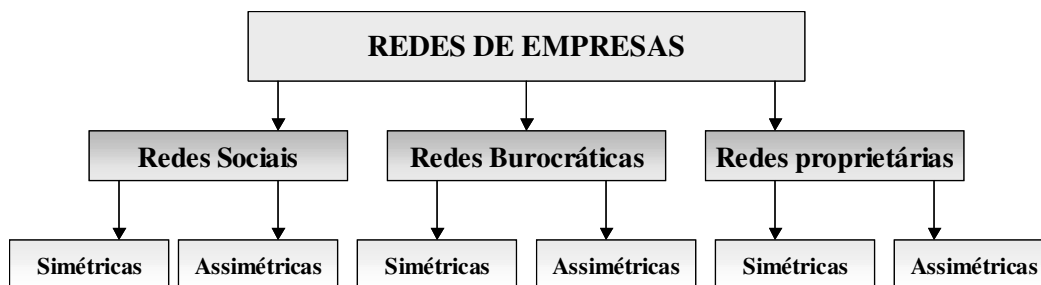 REDES DE EMPRESAS
Redes Sociais
Redes Burocráticas
Redes proprietárias
Simétricas
Assimétricas
Simétricas
Assimétricas
Simétricas
Assimétricas